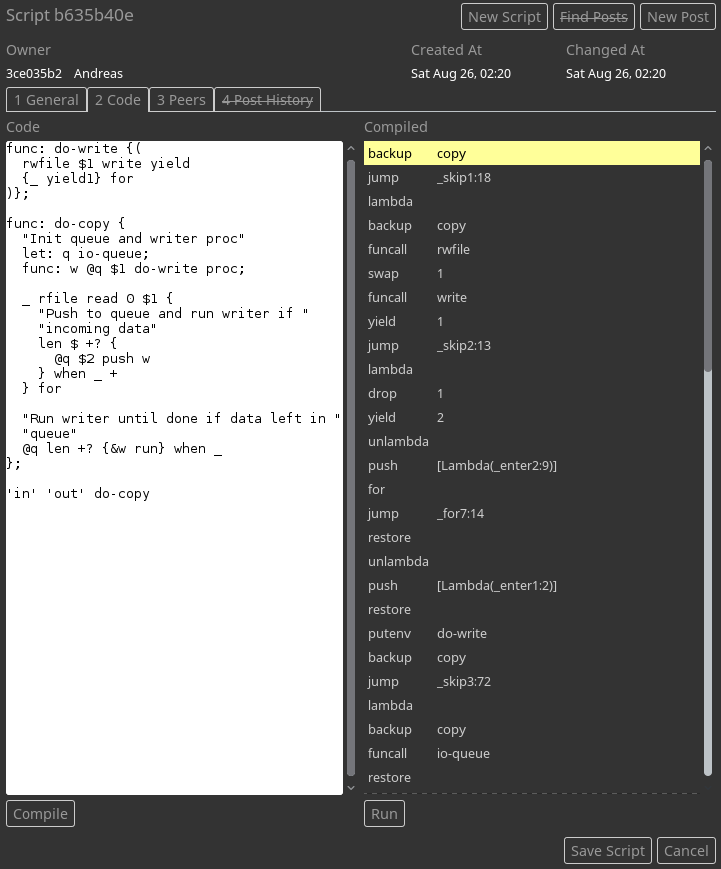 Script b635b40e
New Script
Find Posts
New Post
Owner
Created At
Changed At
3ce035b2 Andreas
Sat Aug 26, 02:20
Sat Aug 26, 02:20
1 General
2 Code
3 Peers
4 Post History
Code
func: do-write {(
  rwfile $1 write yield
  {_ yield1} for
)};

func: do-copy {
  "Init queue and writer proc"
  let: q io-queue;
  func: w @q $1 do-write proc;

  _ rfile read 0 $1 {
    "Push to queue and run writer if "
    "incoming data"
    len $ +? {
      @q $2 push w
    } when _ +
  } for

  "Run writer until done if data left in "
  "queue"
  @q len +? {&w run} when _
};

'in' 'out' do-copy
Compiled
backup copy
jump _skip1:18
lambda
backup copy
funcall rwfile
swap 1
funcall write
yield 1
jump _skip2:13
lambda
drop 1
yield 2
unlambda
push [Lambda(_enter2:9)]
for
jump _for7:14
restore
unlambda
push [Lambda(_enter1:2)]
restore
putenv do-write
backup copy
jump _skip3:72
lambda
backup copy
funcall io-queue
restore
Compile
Run
Save Script
Cancel